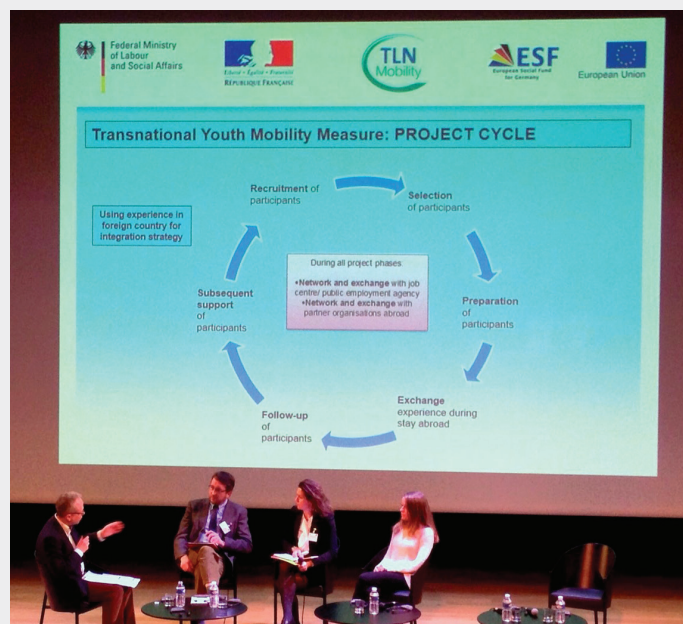 Federal Ministry
of Labour
and Social Affairs
Liberté • Égalité • Fraternité
RÉPUBLIQUE FRANÇAISE
TLN
Mobility
ESF
European Social Fund
for Germany
European Union
Transnational Youth Mobility Measure: PROJECT CYCLE
Recruitment of
participants
Selection
of participants
Using experience in
foreign country for
integration strategy
During all project phases:
•Network and exchange with job
centre/ public employment agency
•Network and exchange with
partner organisations abroad
Subsequent
support
of
participants
Preparation
of
participants
Exchange
experience during
stay abroad
Follow-up
of
participants